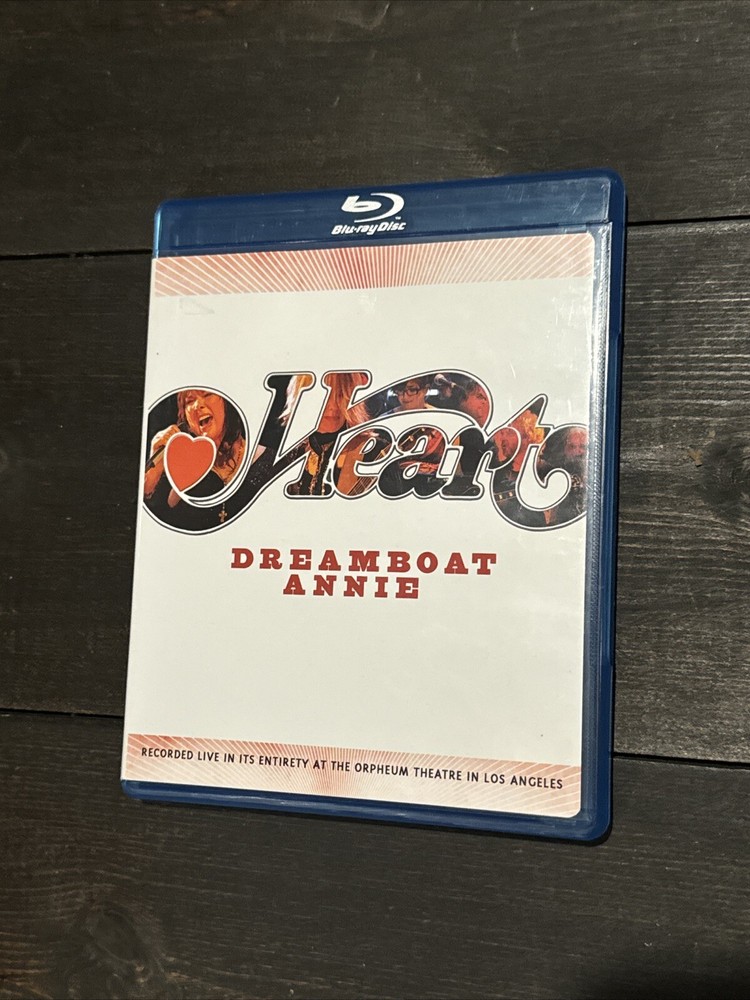 Blu-ray Disc
Heart
DREAMBOAT
ANNIE
RECORDED LIVE IN ITS ENTIRETY AT THE ORPHEUM THEATRE IN LOS ANGELES